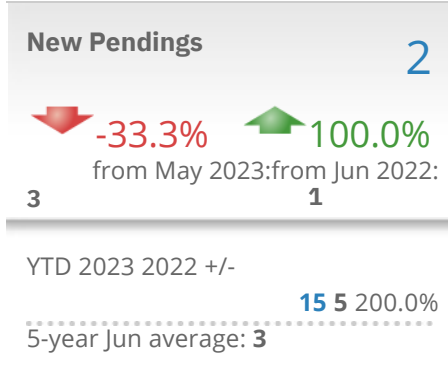 New Pendings 2
-33.3% 100.0%
from May 2023:from Jun 2022:
3 1
YTD 2023 2022 +/-
15 5 200.0%
5-year Jun average: 3